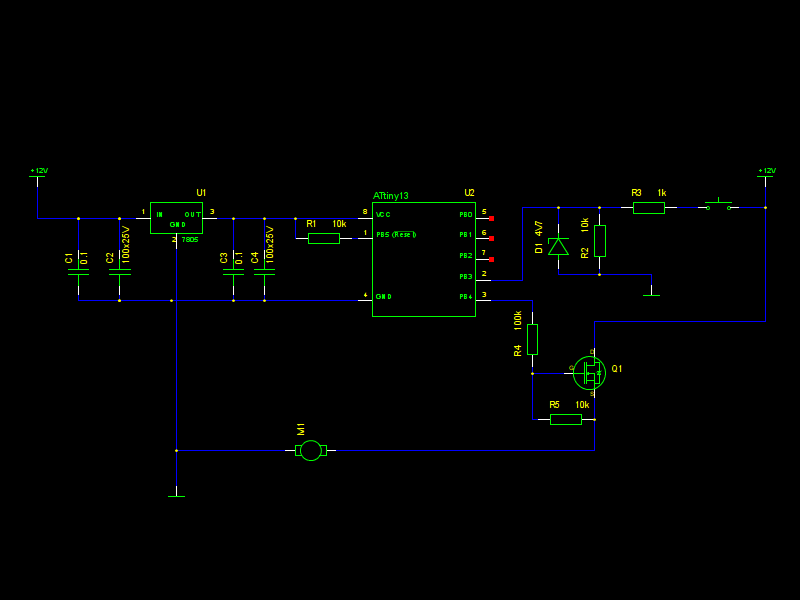 +12V
+12V
U1
1
IN
OUT
3
GND
2
7805
ATtiny13
U2
8
VCC
R1
10k
1
PB5 (Reset)
4
GND
PB0
5
PB1
6
PB2
7
PB3
2
PB4
3
R3
1k
D1
4V7
R2
10k
C1
0.1
C2
100x25V
C3
0.1
C4
100x25V
R4
100k
Q1
R5
10k
M1